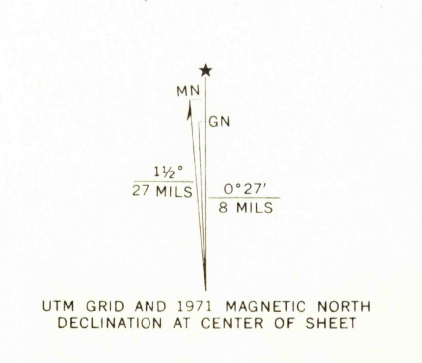 ★
MN
GN
1½°
27 MILS
0°27'
8 MILS
UTM GRID AND 1971 MAGNETIC NORTH
DECLINATION AT CENTER OF SHEET